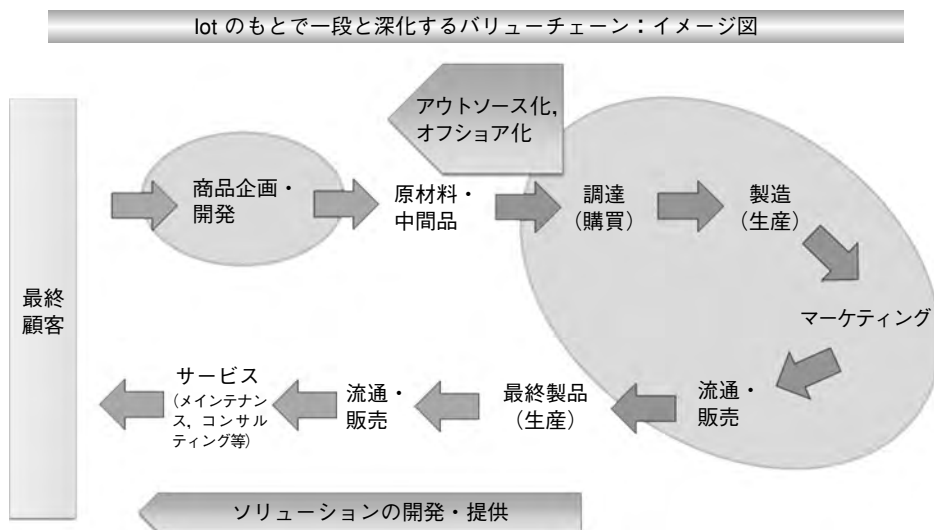 Iot のもとで一段と深化するバリューチェーン：イメージ図
アウトソース化,
オフショア化
商品企画・
開発
原材料・
中間品
調達
（購買）
製造
（生産）
最終
顧客
マーケティング
サービス
（メインテナン
ス, コンサル
ティング等）
流通・
販売
最終製品
（生産）
流通・
販売
ソリューションの開発・提供